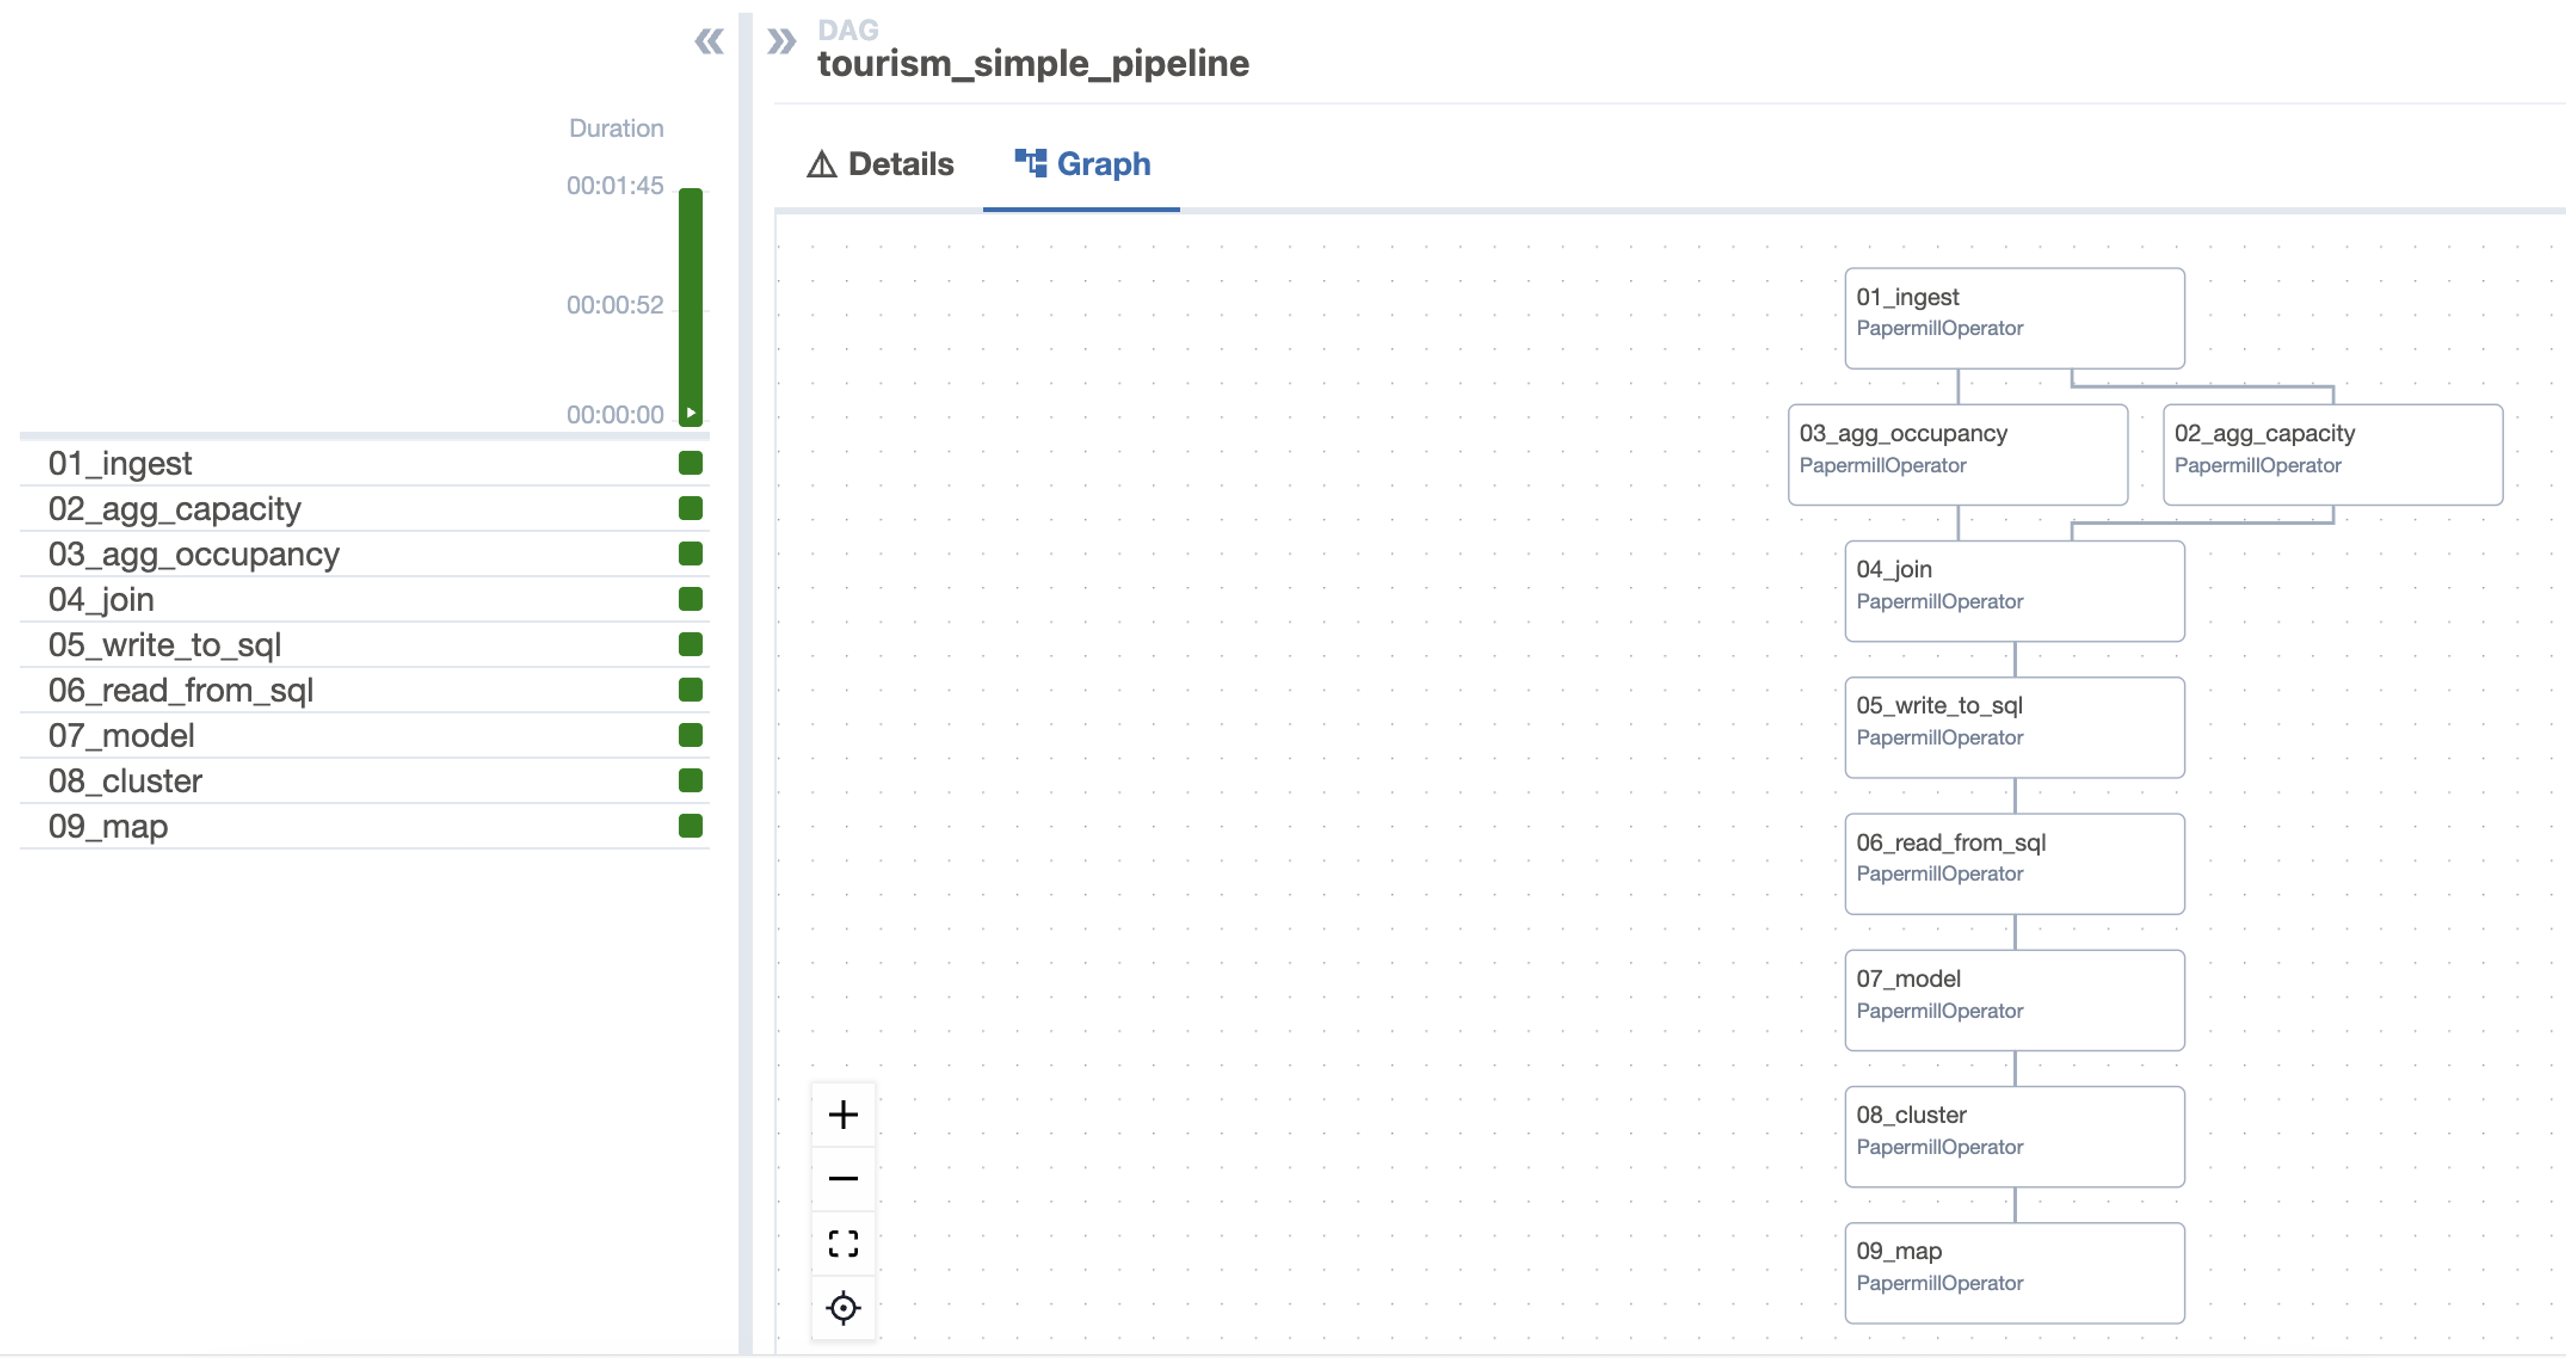 DAG
tourism_simple_pipeline
Duration
00:01:45
00:00:52
00:00:00
01_ingest
02_agg_capacity
03_agg_occupancy
04_join
05_write_to_sql
06_read_from_sql
07_model
08_cluster
09_map
Details
Graph
01_ingest
PapermillOperator
03_agg_occupancy
PapermillOperator
02_agg_capacity
PapermillOperator
04_join
PapermillOperator
05_write_to_sql
PapermillOperator
06_read_from_sql
PapermillOperator
07_model
PapermillOperator
08_cluster
PapermillOperator
09_map
PapermillOperator